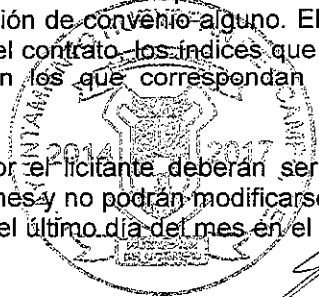 ión de convenio alguno. El
el contrato, los índices que
n los que correspondan
2014 2017
or el licitante deberán ser
nes y no podrán modificarse
el último día del mes en el